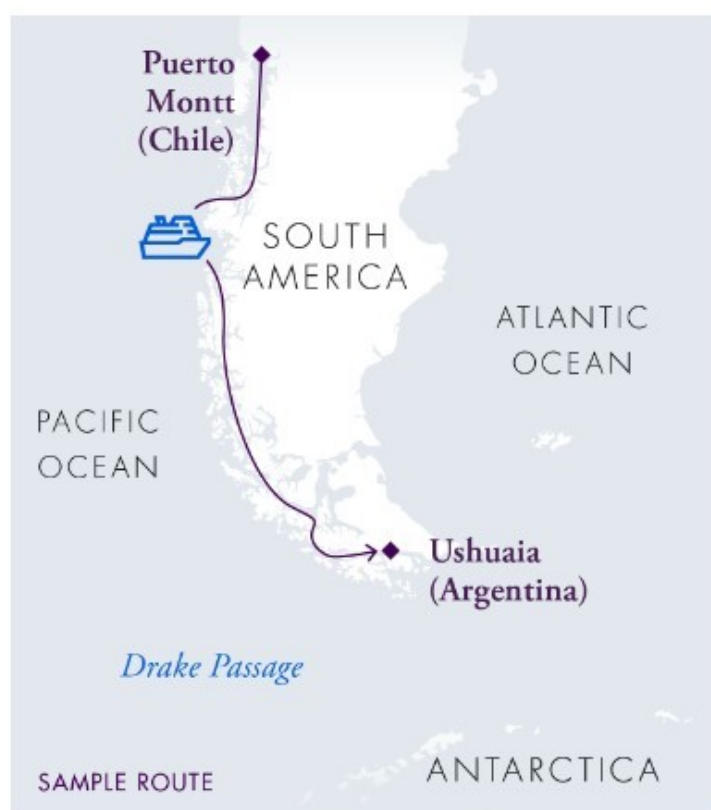 Puerto
Montt
(Chile)
SOUTH
AMERICA
ATLANTIC
OCEAN
PACIFIC
OCEAN
Ushuaia
(Argentina)
Drake Passage
ANTARCTICA
SAMPLE ROUTE